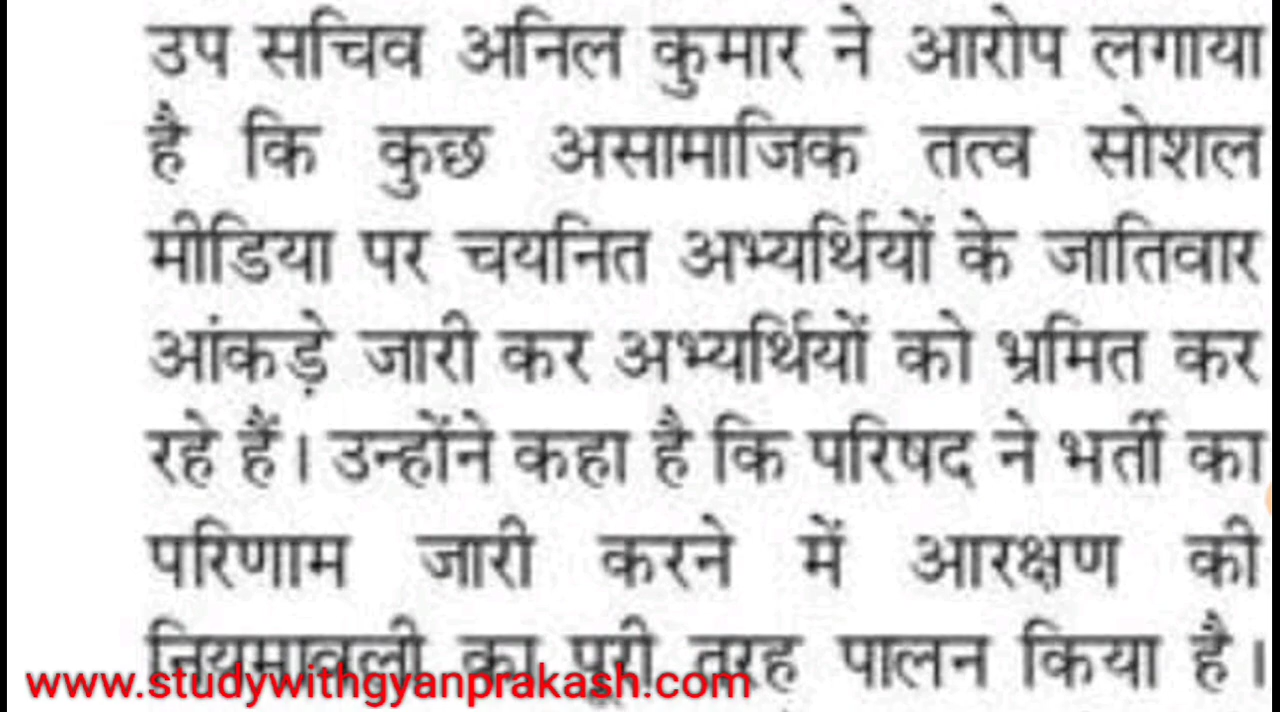 उप सचिव अनिल कुमार ने आरोप लगाया
है कि कुछ असामाजिक तत्व सोशल
मीडिया पर चयनित अभ्यर्थियों के जातिवार
आंकड़े जारी कर अभ्यर्थियों को भ्रमित कर
रहे हैं। उन्होंने कहा है कि परिषद ने भर्ती का
परिणाम जारी करने में आरक्षण की
नियमावली का पूरी तरह पालन किया है।
www.studywithgyanprakash.com